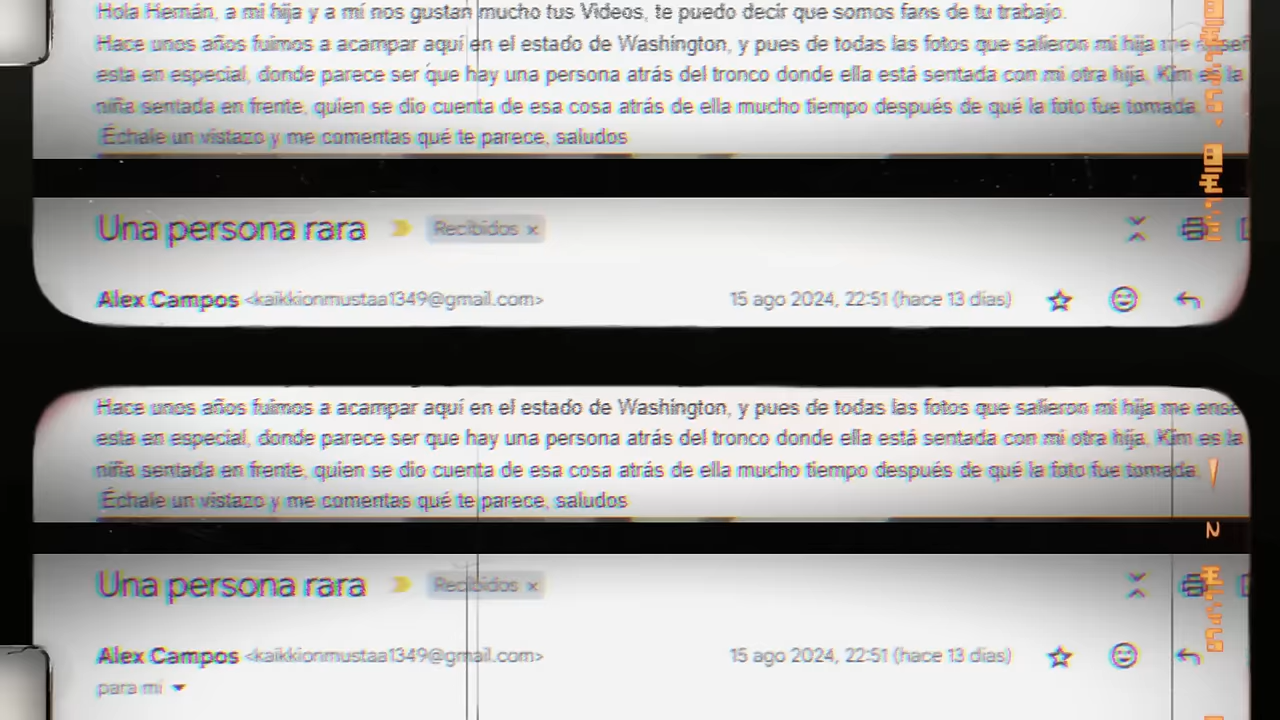 Hola Hernán, a mi hija y a mí nos gustan mucho tus Videos, te puedo decir que somos fans de tu trabajo.
Hace unos años fuimos a acampar aquí en el estado de Washington, y pues de todas las fotos que salieron mi hija me
esta en especial, donde parece ser que hay una persona atrás del tronco donde ella está sentada con mi otra hija. Kim es la
niña sentada en frente, quien se dio cuenta de esa cosa atrás de ella mucho tiempo después de qué la foto fue tomada.
Échale un vistazo y me comentas qué te parece, saludos
Una persona rara Recibidos x
Alex Campos <kaikkionmustaa1349@gmail.com> 15 ago 2024, 22:51 (hace 13 días)
Hace unos años fuimos a acampar aquí en el estado de Washington, y pues de todas las fotos que salieron mi hija me
esta en especial, donde parece ser que hay una persona atrás del tronco donde ella está sentada con mi otra hija. Kim es la
niña sentada en frente, quien se dio cuenta de esa cosa atrás de ella mucho tiempo después de qué la foto fue tomada.
Échale un vistazo y me comentas qué te parece, saludos
2
Una persona rara Recibidos x
Alex Campos <kaikkionmustaa1349@gmail.com> 15 ago 2024, 22:51 (hace 13 días)
para mí